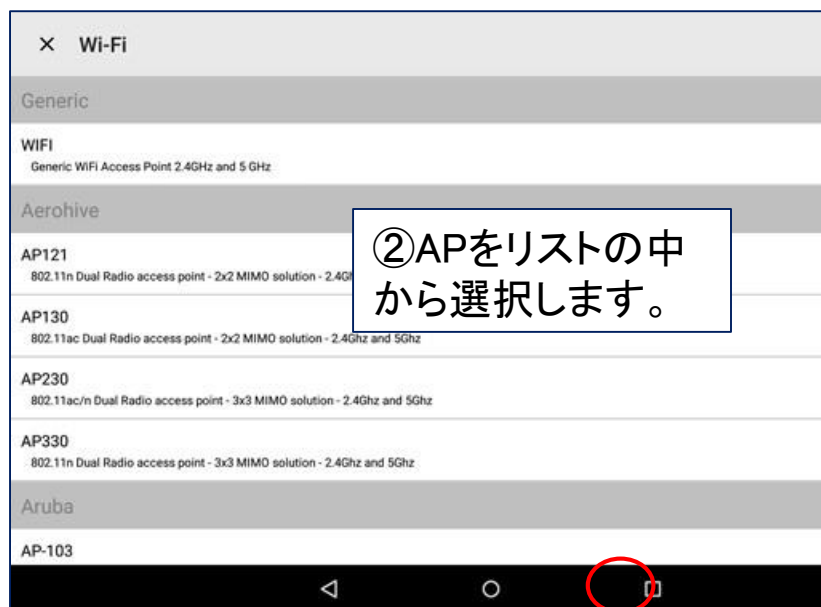 × Wi-Fi
Generic
WIFI
Generic WiFi Access Point 2.4GHz and 5 GHz
Aerohive
AP121
802.11n Dual Radio access point - 2x2 MIMO solution - 2.4G
②APをリストの中
から選択します。
AP130
802.11ac Dual Radio access point - 2x2 MIMO solution - 2.4Ghz and 5Ghz
AP230
802.11ac/n Dual Radio access point - 3x3 MIMO solution - 2.4Ghz and 5Ghz
AP330
802.11n Dual Radio access point - 3x3 MIMO solution - 2.4Ghz and 5Ghz
Aruba
AP-103